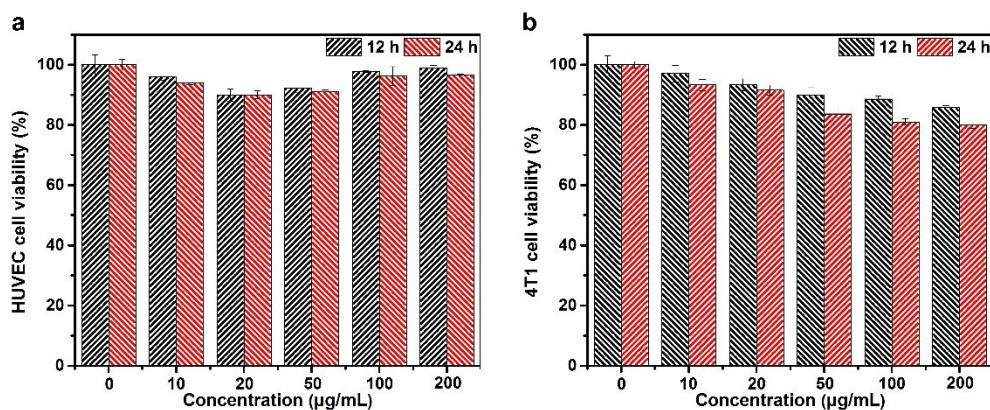 a
12 h 24 h
HUVEC cell viability (%)
100
80
60
40
20
0
0 10 20 50 100 200
Concentration (µg/mL)
b
12 h 24 h
4T1 cell viability (%)
100
80
60
40
20
0
0 10 20 50 100 200
Concentration (µg/mL)